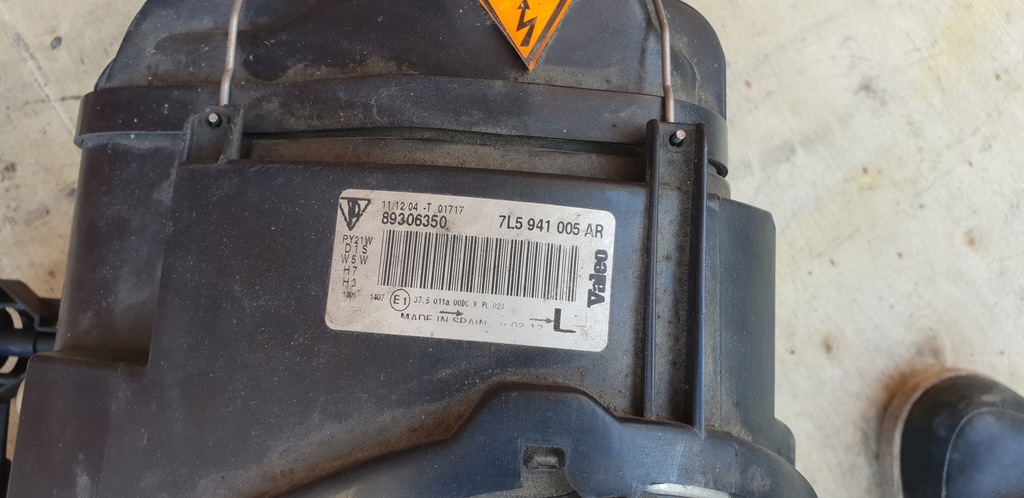 11/12 04 -T 01717
89306350 7L5 941 005 AR
PY21W
D1S
W5W
H7
H3
Valeo
1407 E1 37.5 011a 00DC R PL 02A
MADE IN SPAIN
L